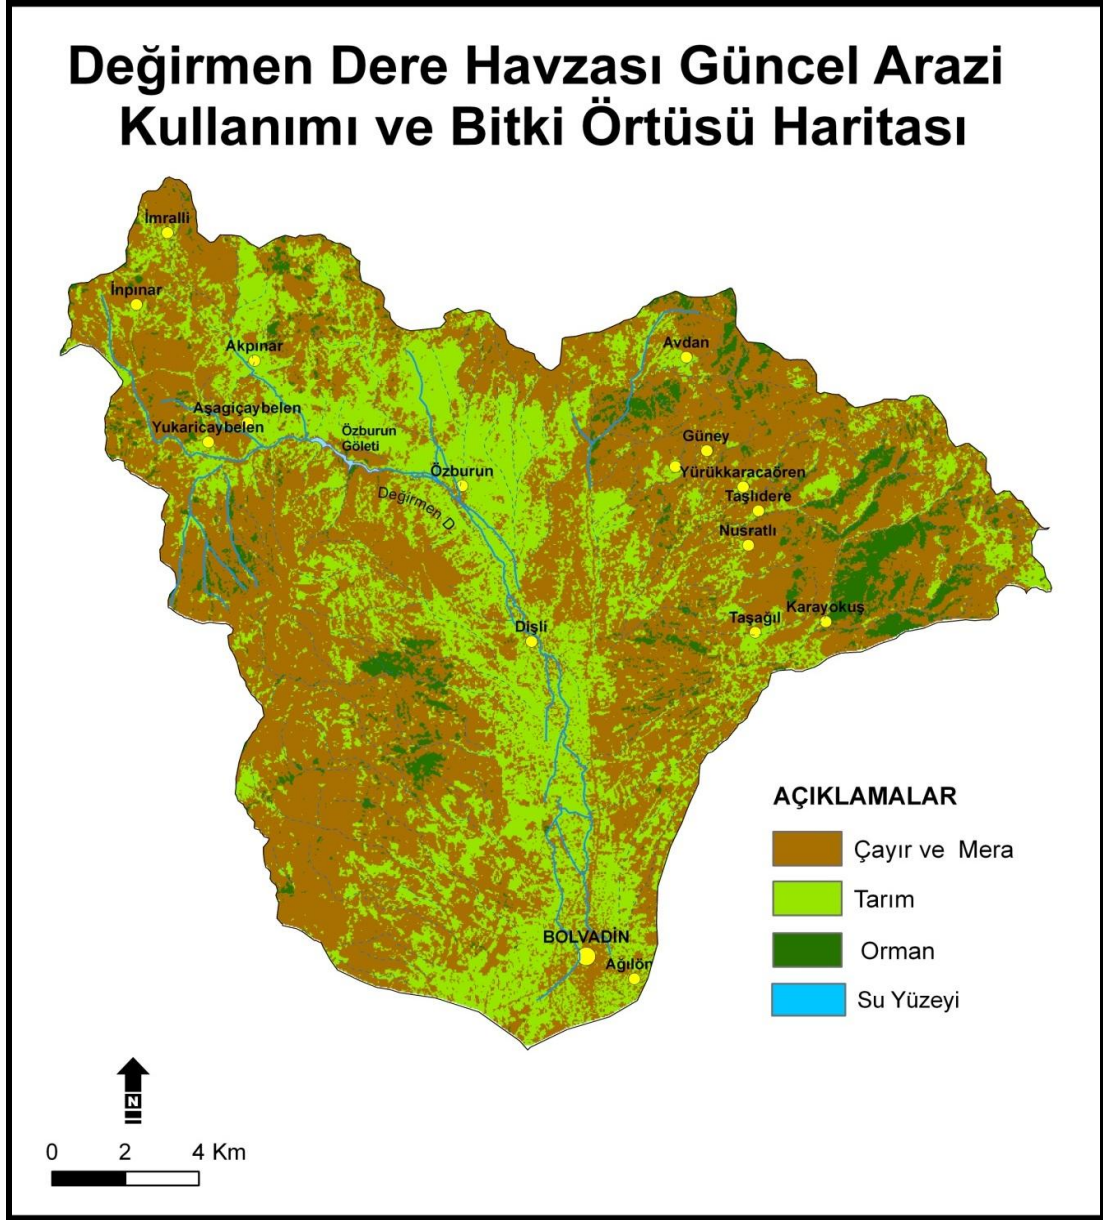 Değirmen Dere Havzası Güncel Arazi
Kullanımı ve Bitki Örtüsü Haritası
İmralli
İnpınar
Akpınar
Avdan
Aşagiçaybelen
Yukariçaybelen
Özburun
Göleti
Güney
Özburun
Yürükkaracaören
Değirmen D.
Taşlıdere
Nusratlı
Karayokuş
Taşağıl
Dişli
AÇIKLAMALAR
Çayır ve Mera
Tarım
BOLVADİN
Orman
Ağılön
Su Yüzeyi
N
0 2 4 Km